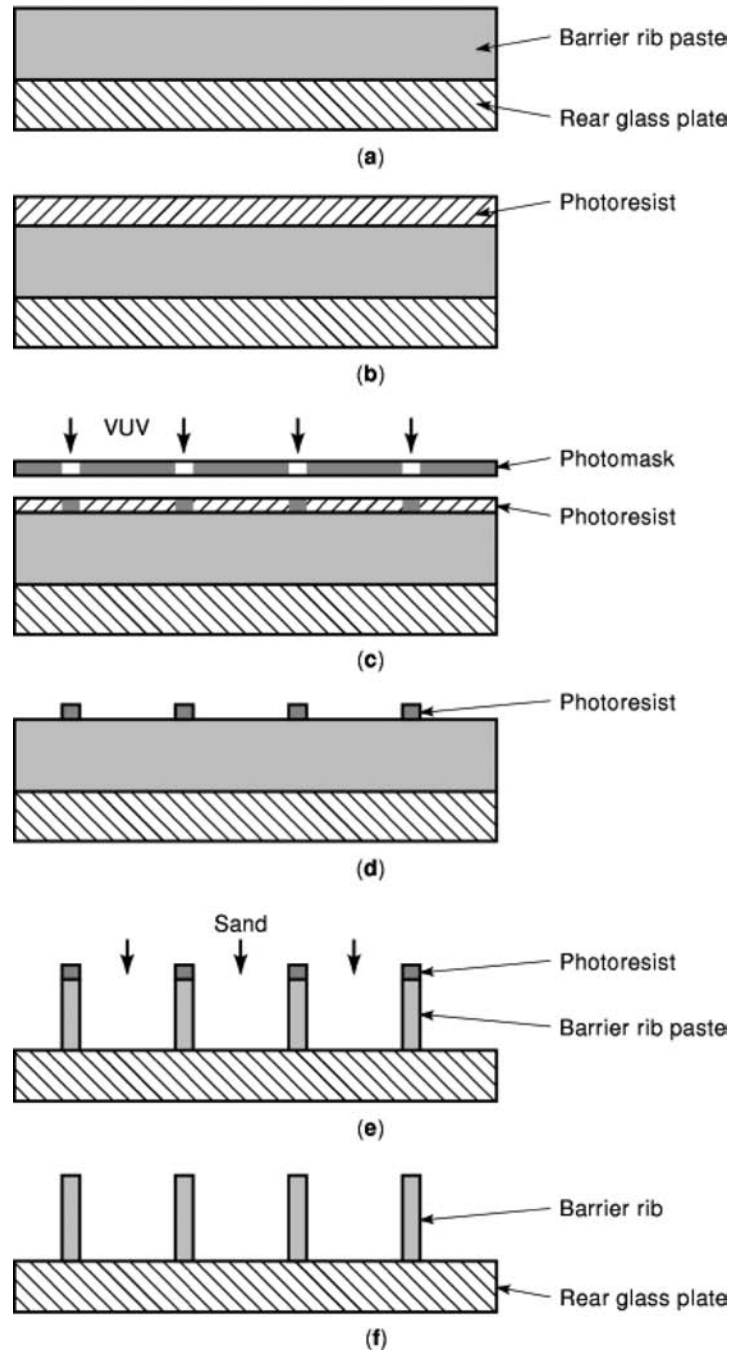 Barrier rib paste
Rear glass plate
(a)
Photoresist
(b)
VUV
Photomask
Photoresist
(c)
Photoresist
(d)
Sand
Photoresist
Barrier rib paste
(e)
Barrier rib
Rear glass plate
(f)